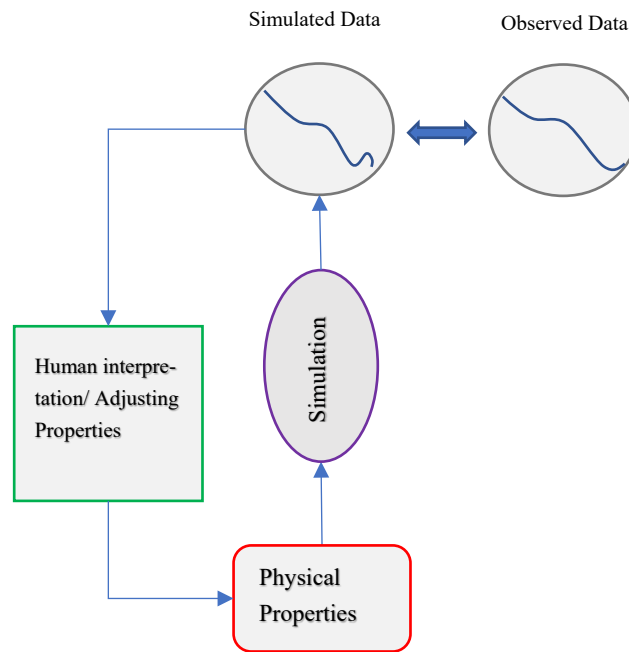 Simulated Data
Observed Data
Simulation
Human interpre-
tation/ Adjusting
Properties
Physical
Properties